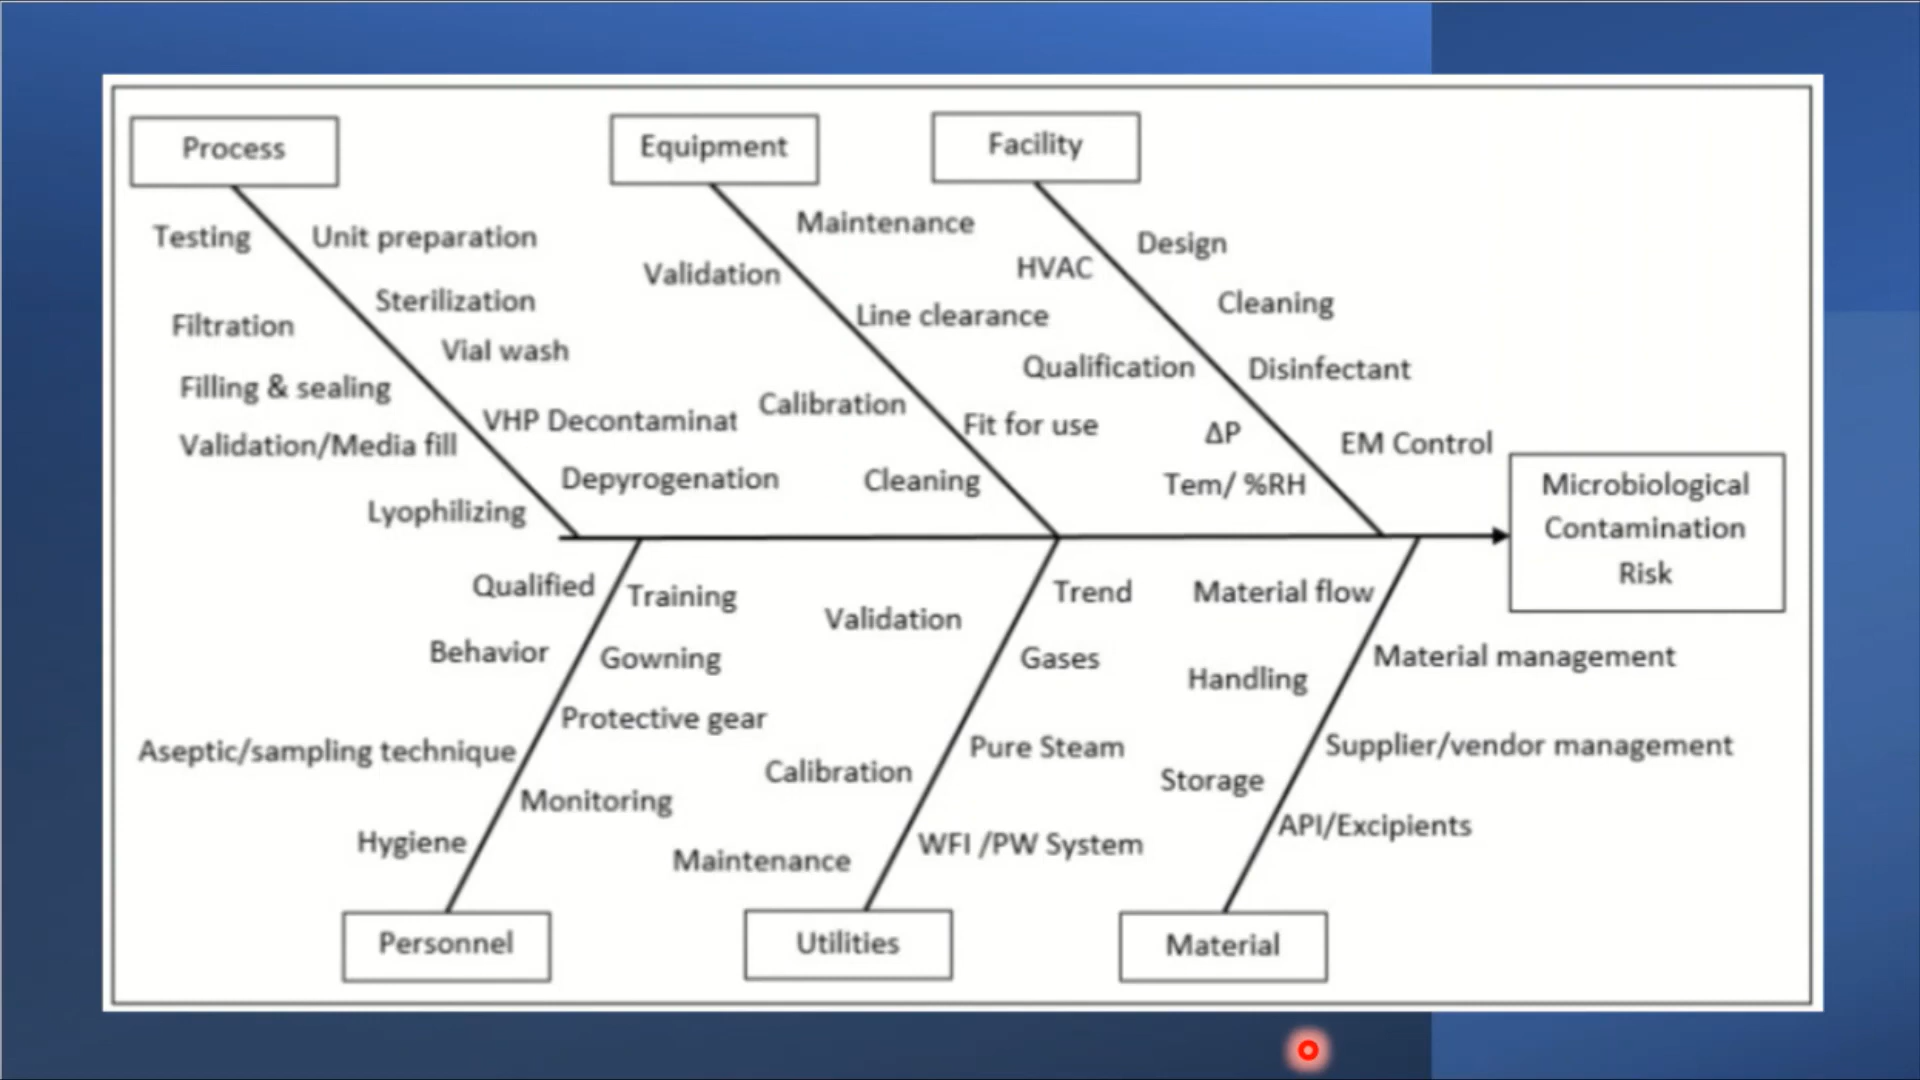 Process
Equipment
Facility
Testing
Unit preparation
Maintenance
Design
HVAC
Validation
Sterilization
Cleaning
Filtration
Line clearance
Vial wash
Qualification
Disinfectant
Filling & sealing
Calibration
VHP Decontaminat
Fit for use
ΔP
EM Control
Validation/Media fill
Depyrogenation
Cleaning
Tem/ %RH
Lyophilizing
Microbiological
Contamination
Risk
Qualified
Training
Validation
Trend
Material flow
Behavior
Gowning
Gases
Handling
Material management
Protective gear
Aseptic/sampling technique
Pure Steam
Supplier/vendor management
Calibration
Storage
Monitoring
API/Excipients
Hygiene
Maintenance
WFI /PW System
Personnel
Utilities
Material